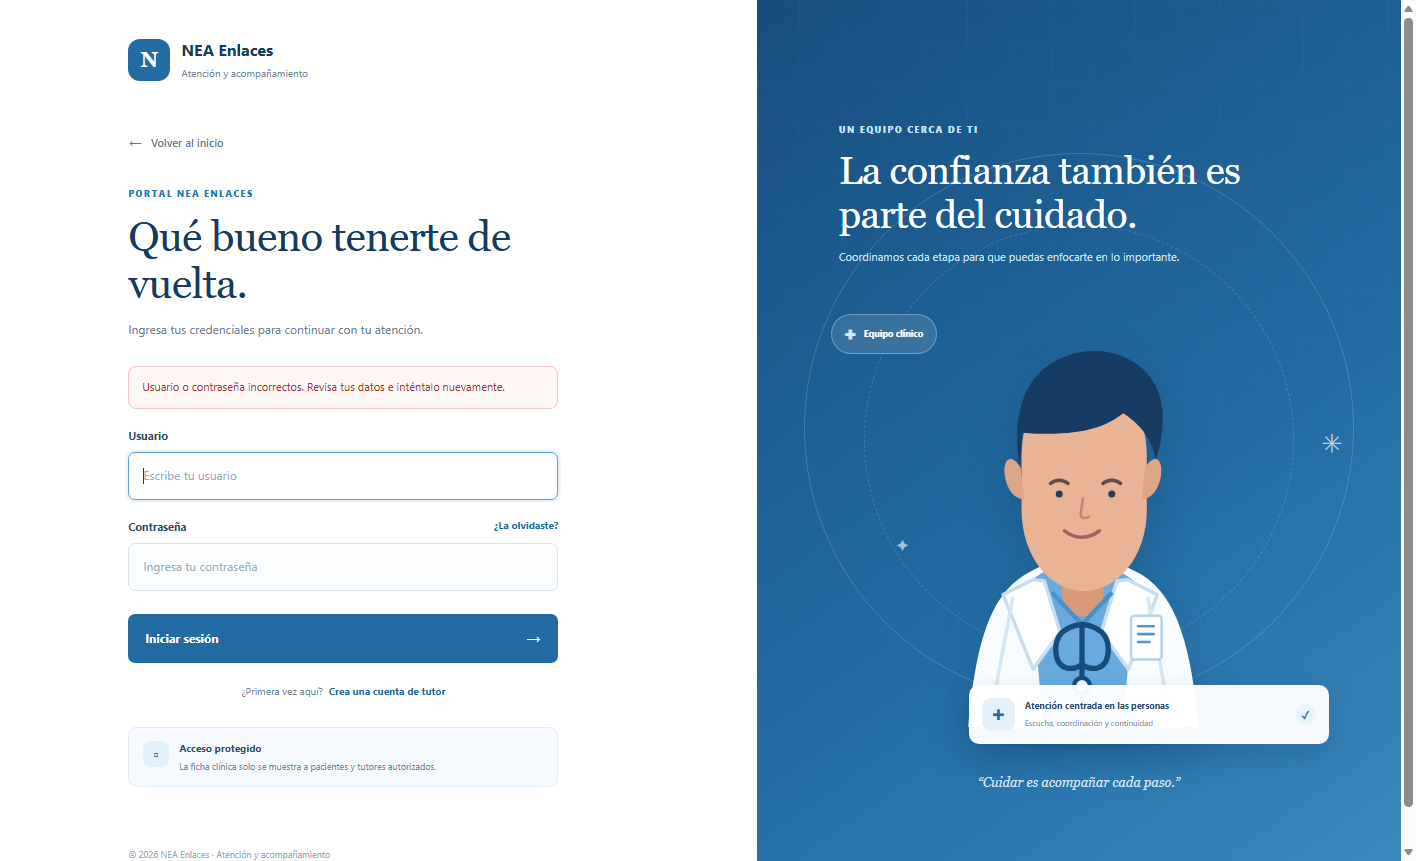 N
NEA Enlaces
Atención y acompañamiento
← Volver al inicio
PORTAL NEA ENLACES
Qué bueno tenerte de
vuelta.
Ingresa tus credenciales para continuar con tu atención.
Usuario o contraseña incorrectos. Revisa tus datos e inténtalo nuevamente.
Usuario
Escribe tu usuario
Contraseña
¿La olvidaste?
Ingresa tu contraseña
Iniciar sesión →
¿Primera vez aquí? Crea una cuenta de tutor
Acceso protegido
La ficha clínica solo se muestra a pacientes y tutores autorizados.
© 2026 NEA Enlaces · Atención y acompañamiento
UN EQUIPO CERCA DE TI
La confianza también es
parte del cuidado.
Coordinamos cada etapa para que puedas enfocarte en lo importante.
Equipo clínico
Atención centrada en las personas
Escucha, coordinación y continuidad
“Cuidar es acompañar cada paso.”